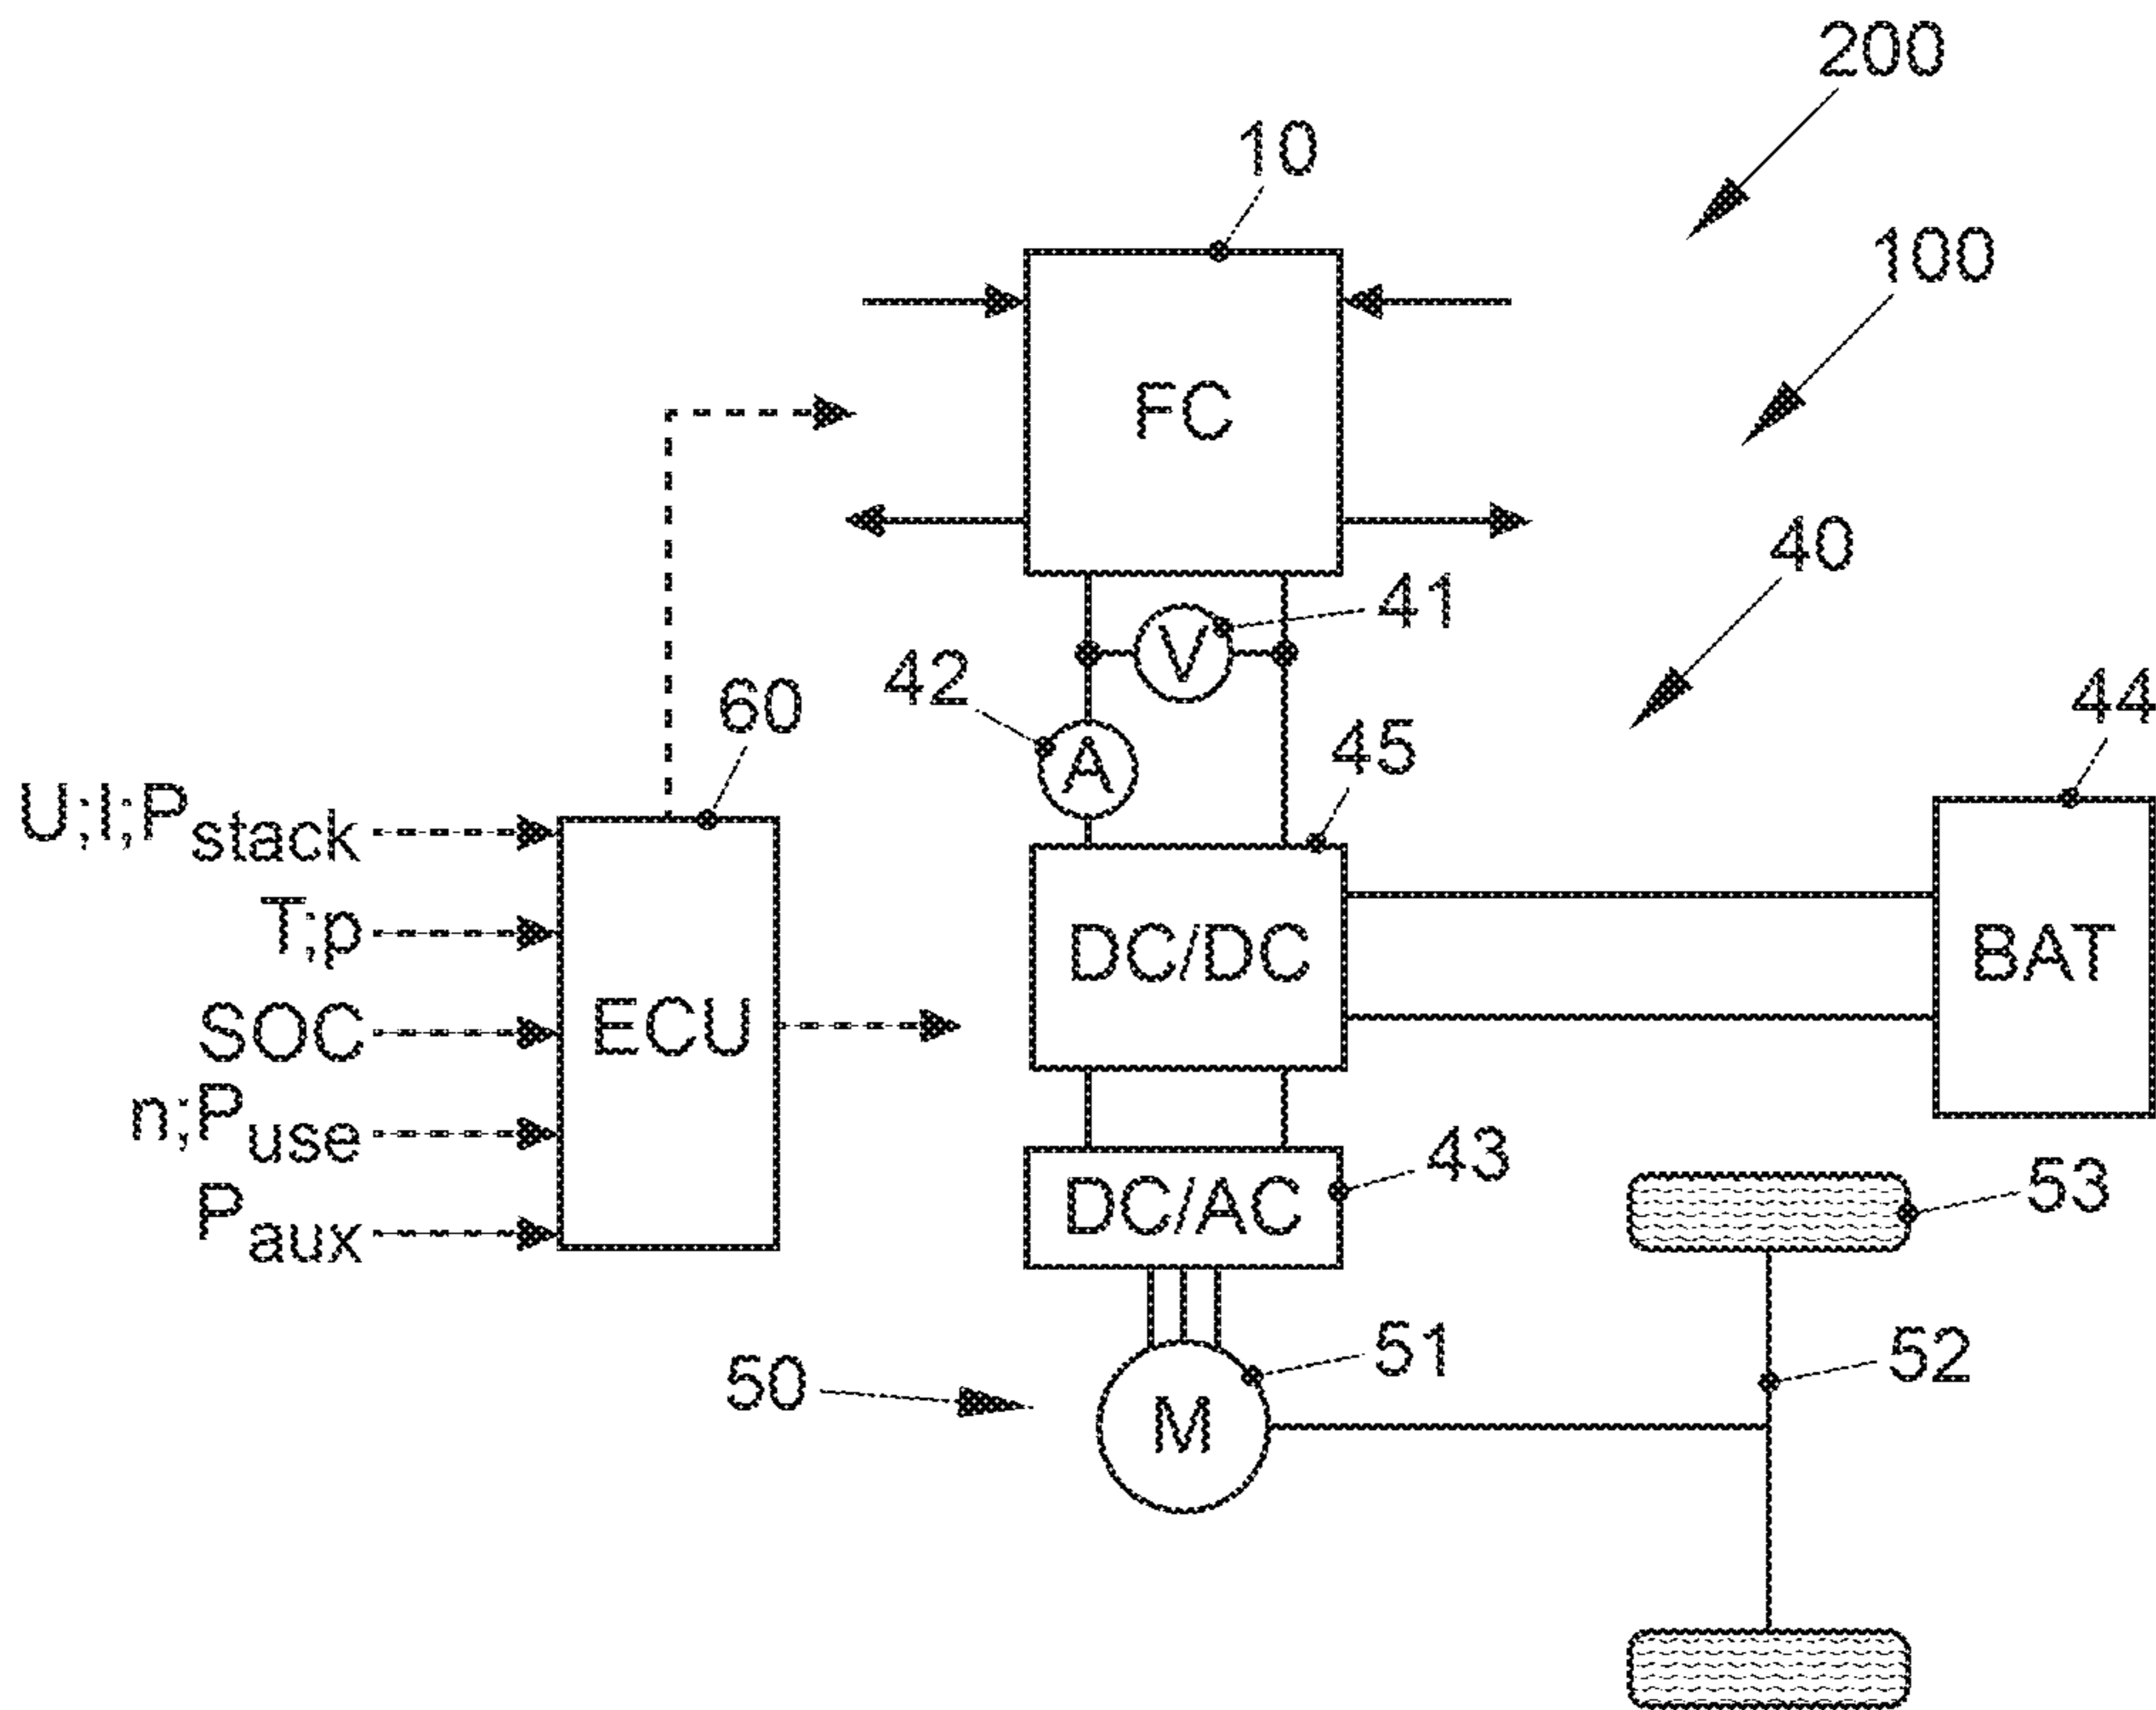 200
10
100
FC
40
41
V
42
60
44
45
A
U;I;Pstack
T;p
DC/DC
BAT
SOC
ECU
n;Puse
43
53
Paux
DC/AC
51
52
50
M